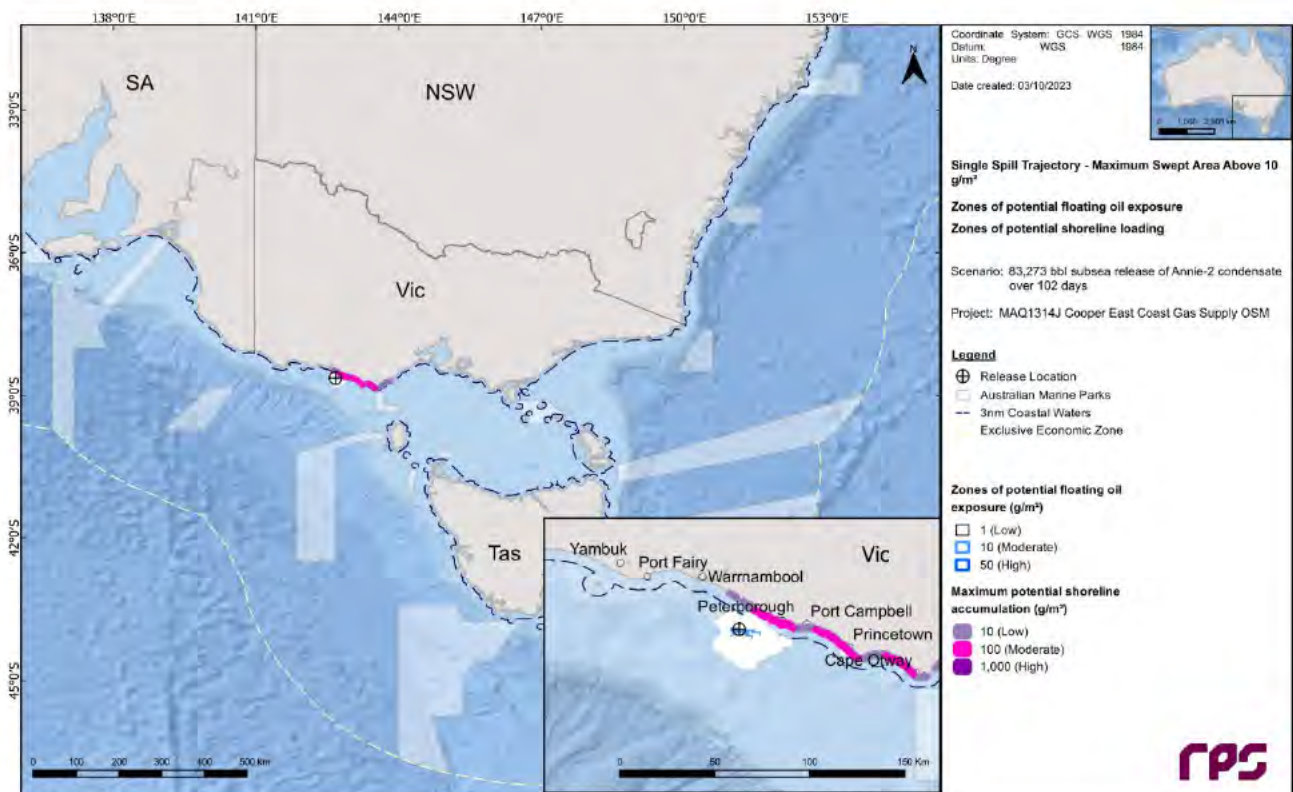 138°0'E 141°0'E 144°0'E 147°0'E 150°0'E 153°0'E
33°0'S
36°0'S
39°0'S
42°0'S
45°0'S
SA
NSW
Vic
Tas
N
0 100 200 300 400 500 Km
Yambuk
Port Fairy
Warrnambool
Vic
Peterborough
Port Campbell
Princetown
Cape Otway
0 50 100 150 Km
Coordinate System: GCS WGS 1984
Datum: WGS 1984
Units: Degree
Date created: 03/10/2023
Single Spill Trajectory - Maximum Swept Area Above 10
g/m²
Zones of potential floating oil exposure
Zones of potential shoreline loading
Scenario: 83,273 bbl subsea release of Annie-2 condensate
over 102 days
Project: MAQ1314J Cooper East Coast Gas Supply OSM
Legend
Release Location
Australian Marine Parks
3nm Coastal Waters
Exclusive Economic Zone
Zones of potential floating oil
exposure (g/m²)
1 (Low)
10 (Moderate)
50 (High)
Maximum potential shoreline
accumulation (g/m²)
10 (Low)
100 (Moderate)
1,000 (High)
rps